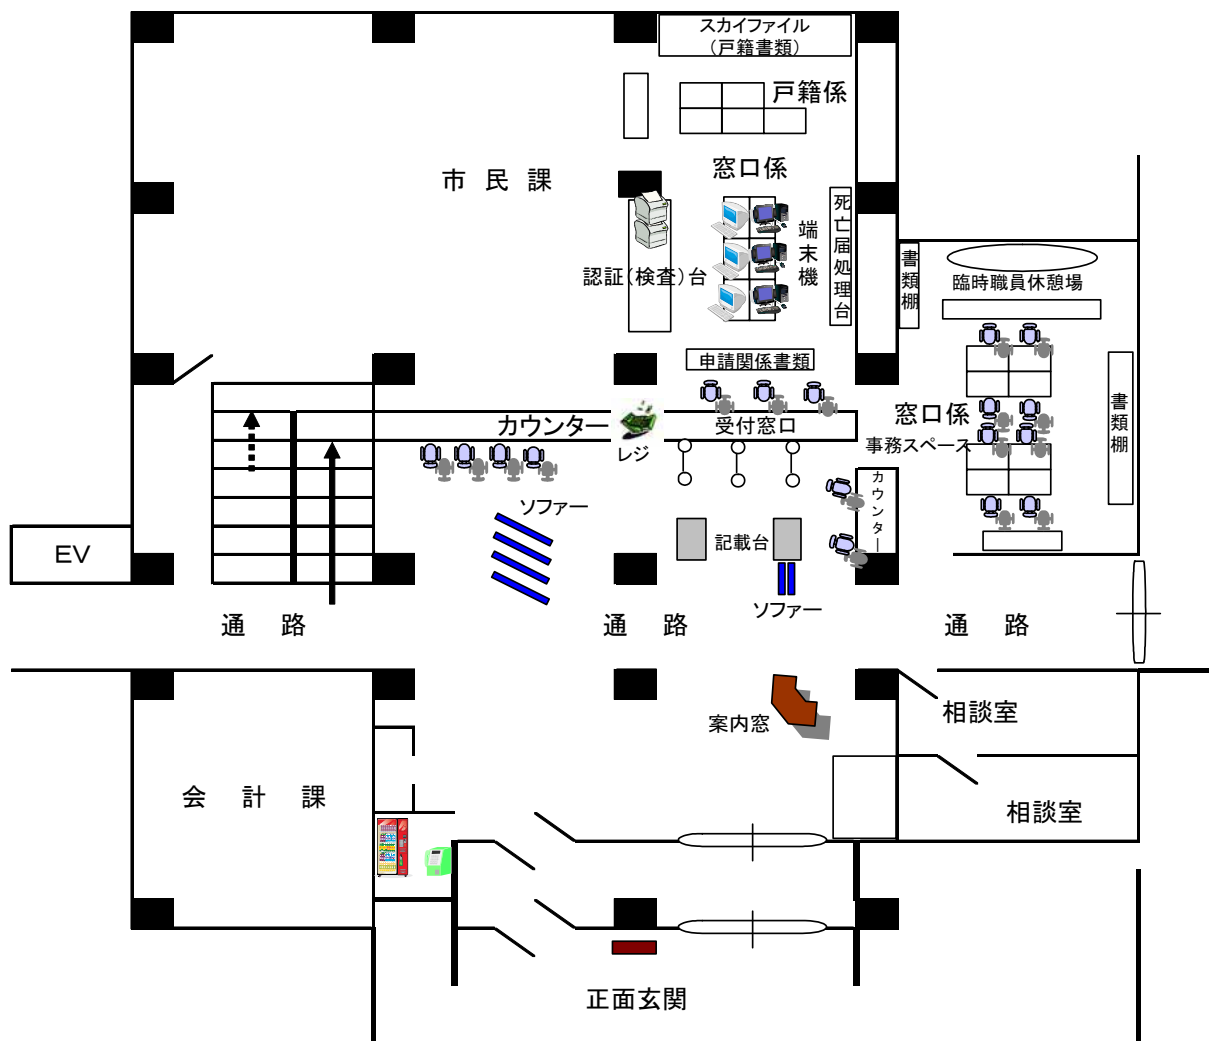 スカイファイル
(戸籍書類)
戸籍係
窓口係
市 民 課
死亡届処理台
端末機
書類棚
認証(検査)台
臨時職員休憩場
申請関係書類
書類棚
窓口係
カウンター
受付窓口
事務スペース
レジ
カウンター
ソファー
記載台
EV
ソファー
通 路
通 路
通 路
相談室
案内窓
会 計 課
相談室
正面玄関